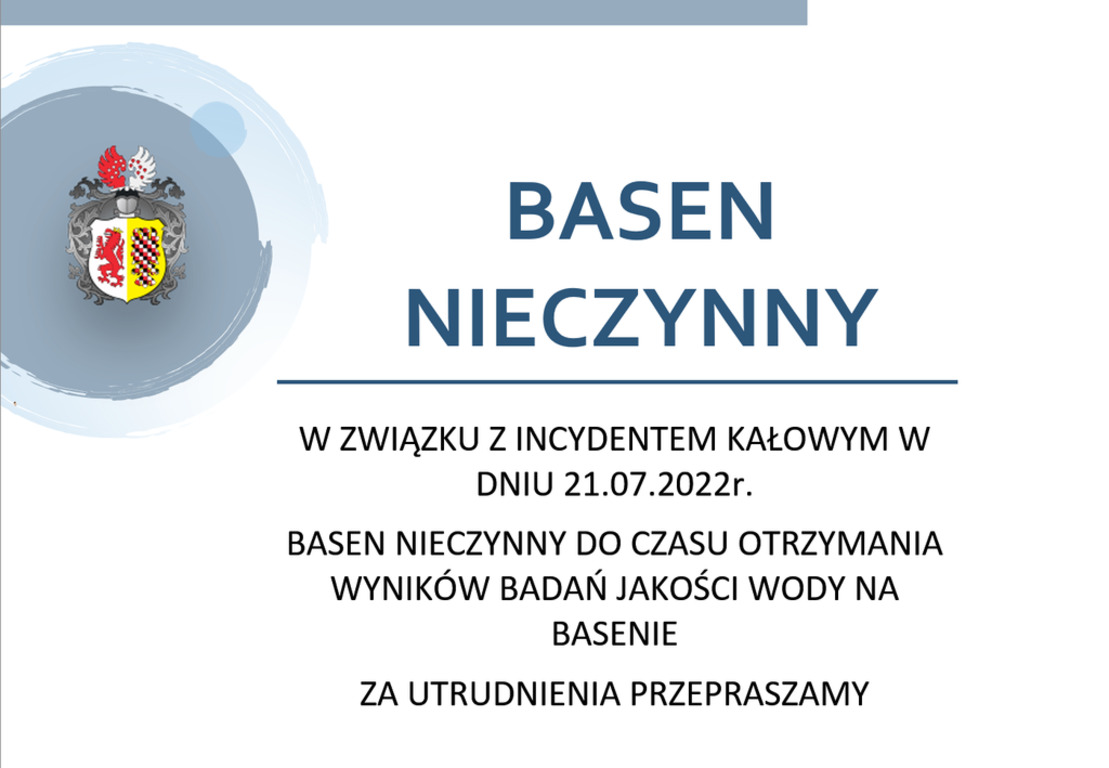 BASEN
NIECZYNNY
W ZWIĄZKU Z INCYDENTEM KAŁOWYM W
DNIU 21.07.2022r.
BASEN NIECZYNNY DO CZASU OTRZYMANIA
WYNIKÓW BADAŃ JAKOŚCI WODY NA
BASENIE
ZA UTRUDNIENIA PRZEPRASZAMY